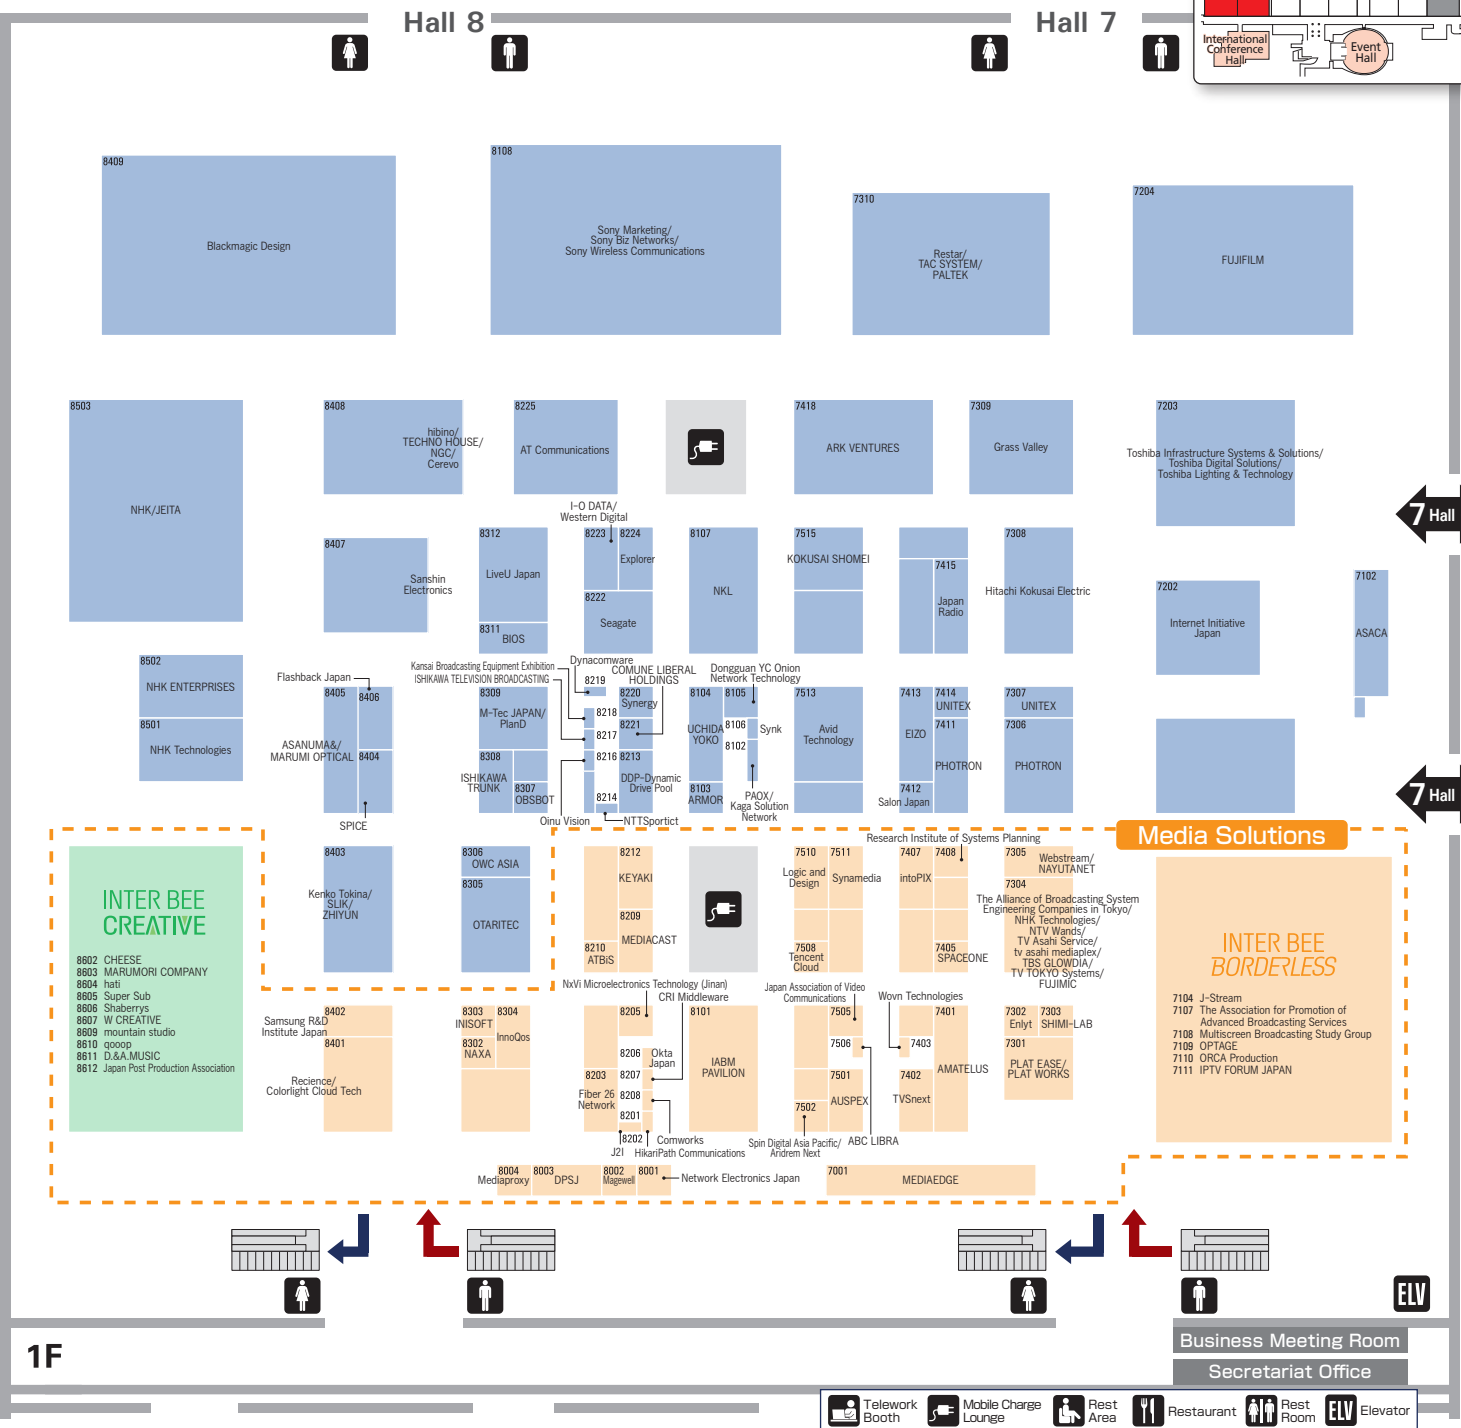 Hall 8
Hall 7
International
Conference
Hall
Event
Hall
8409
Blackmagic Design
8108
Sony Marketing/
Sony Biz Networks/
Sony Wireless Communications
7310
Restar/
TAC SYSTEM/
PALTEK
7204
FUJIFILM
8503
NHK/JEITA
8408
hibino/
TECHNO HOUSE/
NGC/
Cerevo
8225
AT Communications
7418
ARK VENTURES
7309
Grass Valley
7203
Toshiba Infrastructure Systems & Solutions/
Toshiba Digital Solutions/
Toshiba Lighting & Technology
7 Hall
8407
Sanshin
Electronics
8312
LiveU Japan
8311
BIOS
I-O DATA/
Western Digital
8223
8224
Explorer
8222
Seagate
8107
NKL
7515
KOKUSAI SHOMEI
7415
Japan
Radio
7308
Hitachi Kokusai Electric
7202
Internet Initiative
Japan
7102
ASACA
8502
NHK ENTERPRISES
8501
NHK Technologies
Flashback Japan
8405
8406
ASANUMA&/
MARUMI OPTICAL
8404
SPICE
Kansai Broadcasting Equipment Exhibition
ISHIKAWA TELEVISION BROADCASTING
8309
M-Tec JAPAN/
PlanD
8308
ISHIKAWA
TRUNK
8307
OBSBOT
Dynacomware
8219
COMUNE LIBERAL
HOLDINGS
8220
Synergy
8218
8221
8217
8216
8213
DDP-Dynamic
Drive Pool
8214
Oinu Vision
NTTSportict
Dongguan YC Onion
Network Technology
8104
8105
UCHIDA
YOKO
8106
Synk
8102
8103
ARMOR
PAOX/
Kaga Solution
Network
7513
Avid
Technology
7413
EIZO
7414
UNITEX
7411
PHOTRON
7412
Salon Japan
7307
UNITEX
7306
PHOTRON
7 Hall
Media Solutions
INTER BEE
CREATIVE
8602 CHEESE
8603 MARUMORI COMPANY
8604 hati
8605 Super Sub
8606 Shaberrys
8607 W CREATIVE
8609 mountain studio
8610 qooop
8611 D.&A.MUSIC
8612 Japan Post Production Association
8403
Kenko Tokina/
SLIK/
ZHIYUN
8306
OWC ASIA
8305
OTARITEC
8212
KEYAKI
8209
MEDIACAST
8210
ATBiS
Research Institute of Systems Planning
7510
Logic and
Design
7511
Synamedia
7508
Tencent
Cloud
7407
intoPIX
7408
7405
SPACEONE
7305
Webstream/
NAYUTANET
7304
The Alliance of Broadcasting System
Engineering Companies in Tokyo/
NHK Technologies/
NTV Wands/
TV Asahi Service/
tv asahi mediaplex/
TBS GLOWDIA/
TV TOKYO Systems/
FUJIMIC
INTER BEE
BORDERLESS
7104 J-Stream
7107 The Association for Promotion of
Advanced Broadcasting Services
7108 Multiscreen Broadcasting Study Group
7109 OPTAGE
7110 ORCA Production
7111 IPTV FORUM JAPAN
8402
Samsung R&D
Institute Japan
8401
Recience/
Colorlight Cloud Tech
8303
INISOFT
8304
InnoQos
8302
NAXA
NxVi Microelectronics Technology (Jinan)
CRI Middleware
8205
8206
Okta
Japan
8207
8203
Fiber 26
Network
8208
8201
8202
Comworks
J2I
HikariPath Communications
8101
IABM
PAVILION
Japan Association of Video
Communications
7505
7506
7501
AUSPEX
7502
Spin Digital Asia Pacific/
Aridrem Next
ABC LIBRA
Wovn Technologies
7401
7403
AMATELUS
7402
TVSnext
7302
Enlyt
7303
SHIMI-LAB
7301
PLAT EASE/
PLAT WORKS
8004
Mediaproxy
8003
DPSJ
8002
Magewell
8001
Network Electronics Japan
7001
MEDIAEDGE
ELV
1F
Business Meeting Room
Secretariat Office
Telework
Booth
Mobile Charge
Lounge
Rest
Area
Restaurant
Rest
Room
ELV Elevator